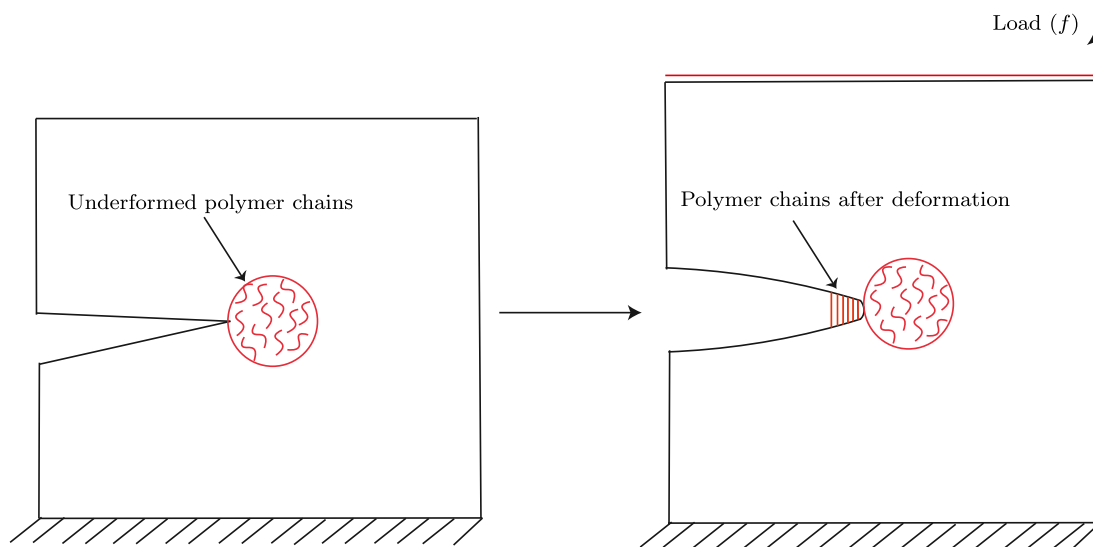 Load (f)
Underformed polymer chains
Polymer chains after deformation